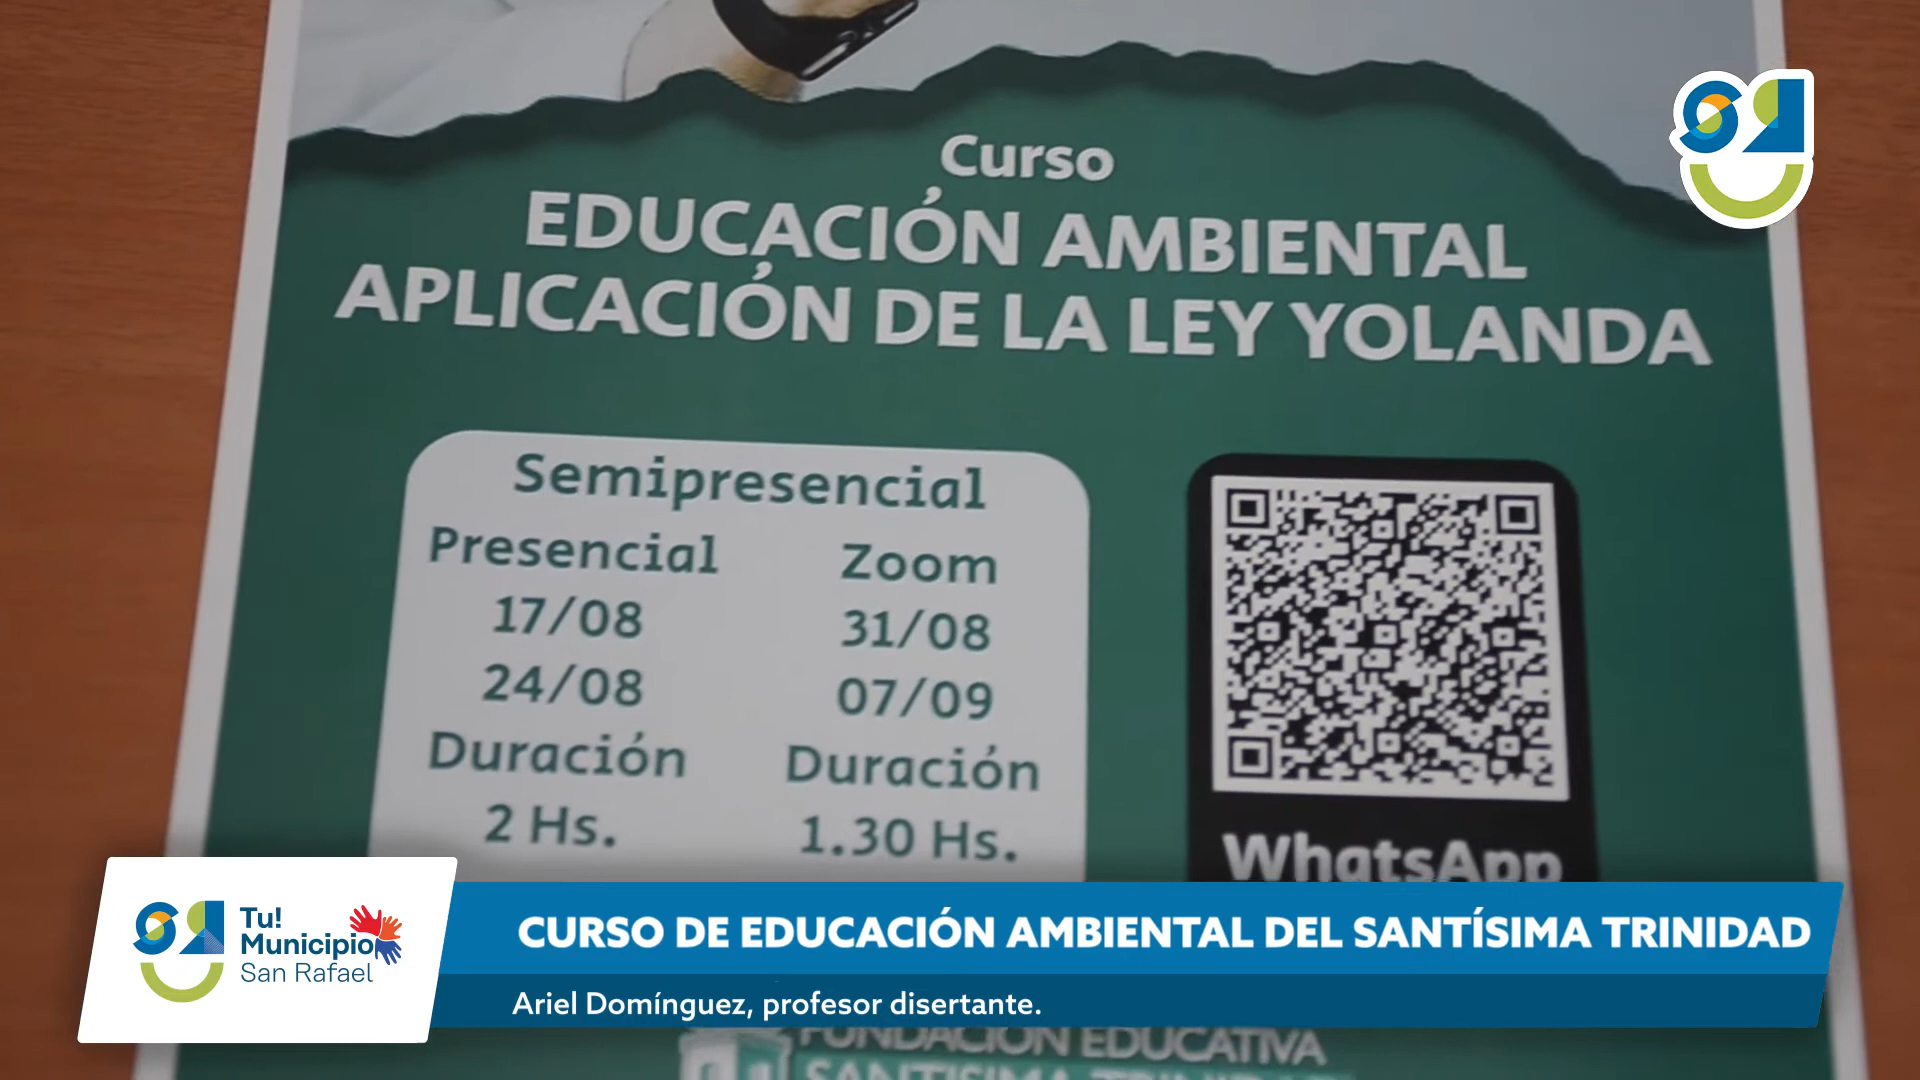 Curso
EDUCACIÓN AMBIENTAL
APLICACIÓN DE LA LEY YOLANDA
Semipresencial
Presencial
17/08
24/08
Duración
2 Hs.
Zoom
31/08
07/09
Duración
1.30 Hs.
WhatsApp
Tu!
Municipio
San Rafael
CURSO DE EDUCACIÓN AMBIENTAL DEL SANTÍSIMA TRINIDAD
Ariel Domínguez, profesor disertante.
FUNDACIÓN EDUCATIVA
SANTÍSIMA TRINIDAD